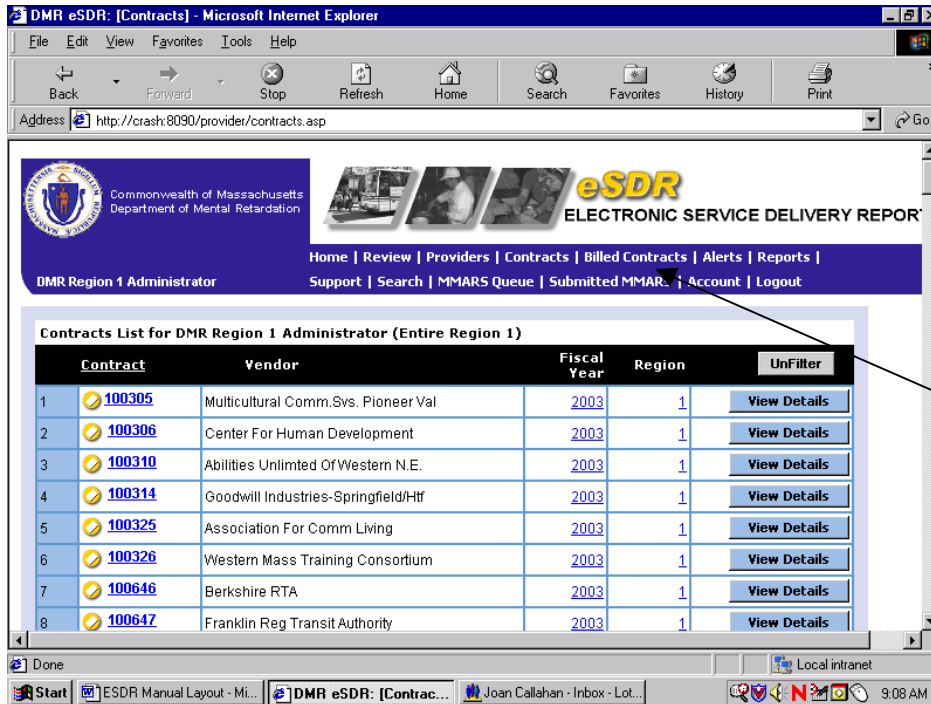 DMR eSDR: [Contracts] - Microsoft Internet Explorer
File Edit View Favorites Tools Help
Back Forward Stop Refresh Home Search Favorites History Print
Address http://crash:8090/provider/contracts.asp Go
Commonwealth of Massachusetts
Department of Mental Retardation
eSDR
ELECTRONIC SERVICE DELIVERY REPOR
Home | Review | Providers | Contracts | Billed Contracts | Alerts | Reports |
DMR Region 1 Administrator Support | Search | MMARS Queue | Submitted MMARS | Account | Logout
Contracts List for DMR Region 1 Administrator (Entire Region 1)
Contract Vendor Fiscal Year Region UnFilter
1 100305 Multicultural Comm.Svs. Pioneer Val 2003 1 View Details
2 100306 Center For Human Development 2003 1 View Details
3 100310 Abilities Unlimted Of Western N.E. 2003 1 View Details
4 100314 Goodwill Industries-Springfield/Htf 2003 1 View Details
5 100325 Association For Comm Living 2003 1 View Details
6 100326 Western Mass Training Consortium 2003 1 View Details
7 100646 Berkshire RTA 2003 1 View Details
8 100647 Franklin Reg Transit Authority 2003 1 View Details
Done Local intranet
Start ESDR Manual Layout - Mi... DMR eSDR: [Contrac... Joan Callahan - Inbox - Lot... 9:08 AM